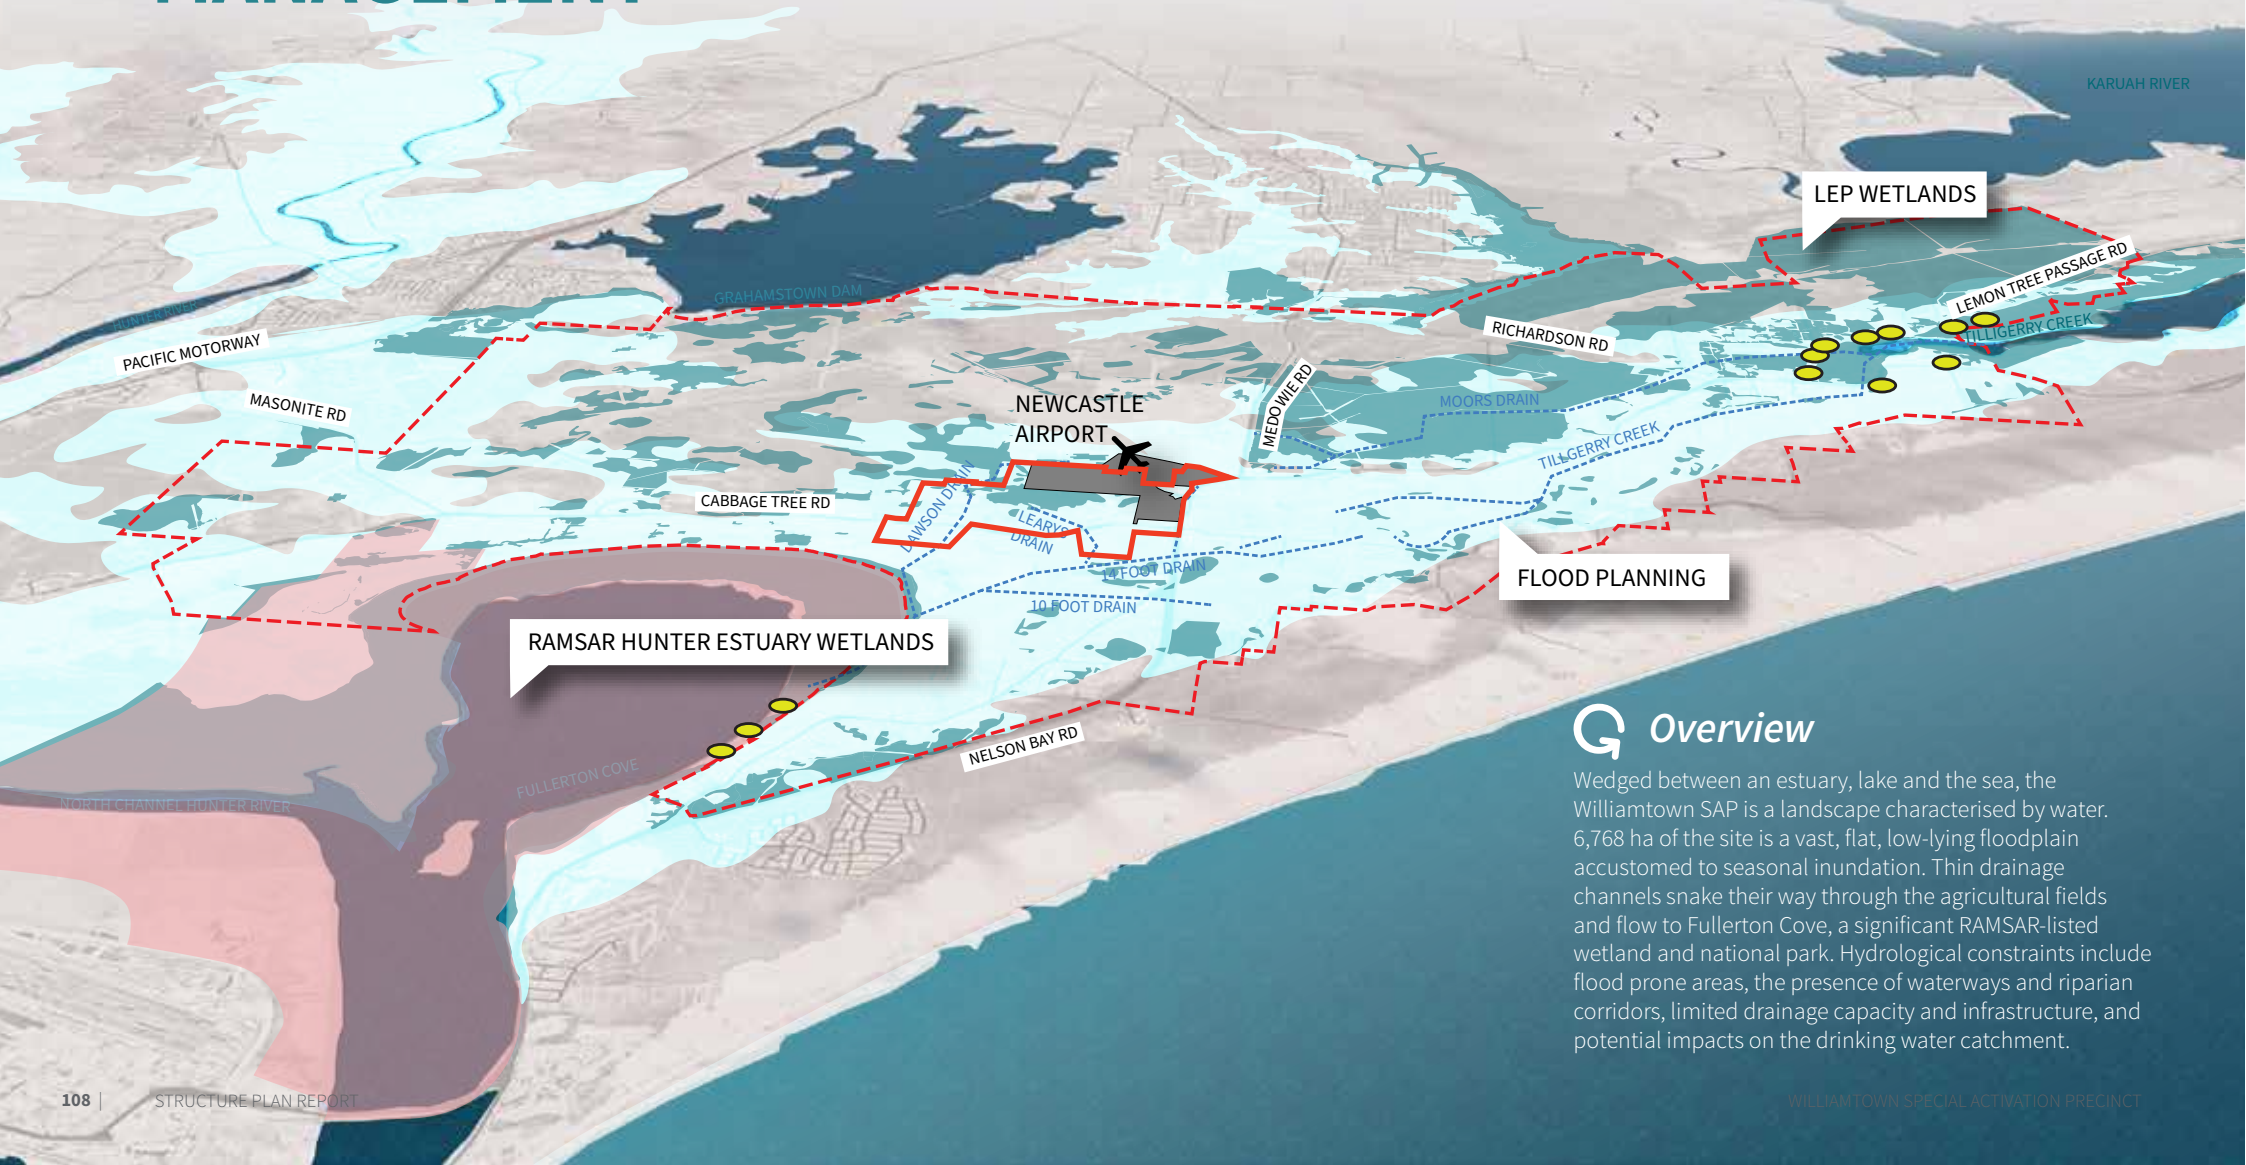 MANAGEMENT
KARUAH RIVER
LEP WETLANDS
LEMON TREE PASSAGE RD
GRAHAMSTOWN DAM
HUNTER RIVER
TILLIGERRY CREEK
RICHARDSON RD
PACIFIC MOTORWAY
MASONITE RD
MEDOWIE RD
NEWCASTLE
AIRPORT
MOORS DRAIN
TILLGERRY CREEK
CABBAGE TREE RD
DAWSON DRAIN
LEARYS
DRAIN
14 FOOT DRAIN
FLOOD PLANNING
10 FOOT DRAIN
RAMSAR HUNTER ESTUARY WETLANDS
NELSON BAY RD
FULLERTON COVE
NORTH CHANNEL HUNTER RIVER
Overview
Wedged between an estuary, lake and the sea, the
Williamtown SAP is a landscape characterised by water.
6,768 ha of the site is a vast, flat, low-lying floodplain
accustomed to seasonal inundation. Thin drainage
channels snake their way through the agricultural fields
and flow to Fullerton Cove, a significant RAMSAR-listed
wetland and national park. Hydrological constraints include
flood prone areas, the presence of waterways and riparian
corridors, limited drainage capacity and infrastructure, and
potential impacts on the drinking water catchment.
108 | STRUCTURE PLAN REPORT
WILLIAMTOWN SPECIAL ACTIVATION PRECINCT